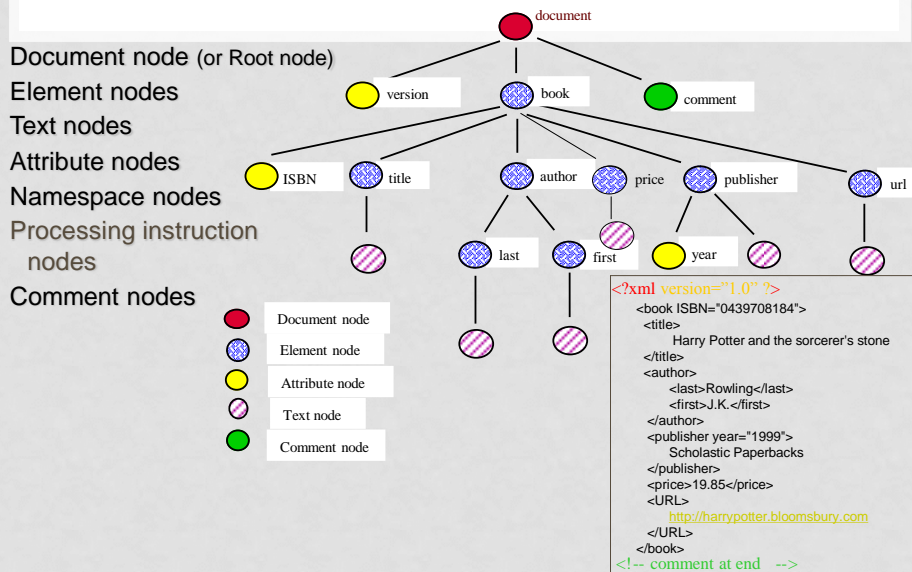 document
Document node (or Root node)
Element nodes
Text nodes
Attribute nodes
Namespace nodes
Processing instruction
nodes
Comment nodes
version
book
comment
ISBN
title
author
price
publisher
url
last
first
year
Document node
Element node
Attribute node
Text node
Comment node
<?xml version=”1.0” ?>
<book ISBN="0439708184">
<title>
Harry Potter and the sorcerer's stone
</title>
<author>
<last>Rowling</last>
<first>J.K.</first>
</author>
<publisher year="1999">
Scholastic Paperbacks
</publisher>
<price>19.85</price>
<URL>
http://harrypotter.bloomsbury.com
</URL>
</book>
<!-- comment at end -->